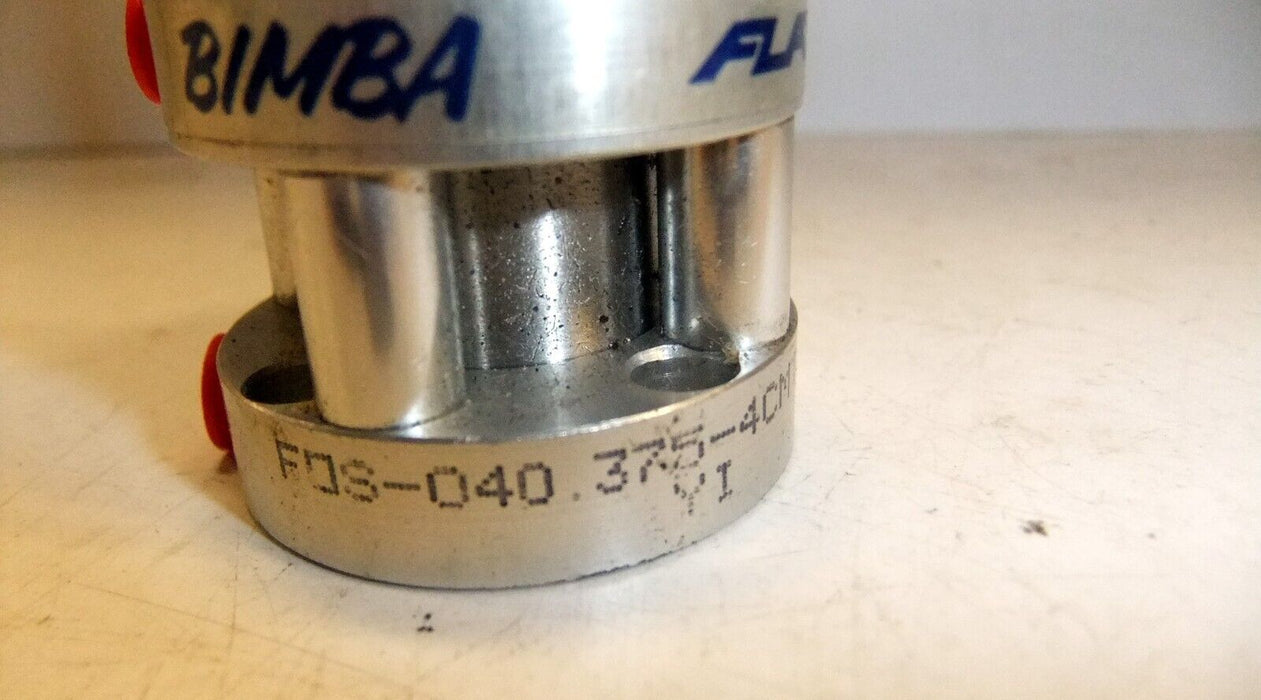 BIMBA FLA
FOS-040.375-4CM
YI